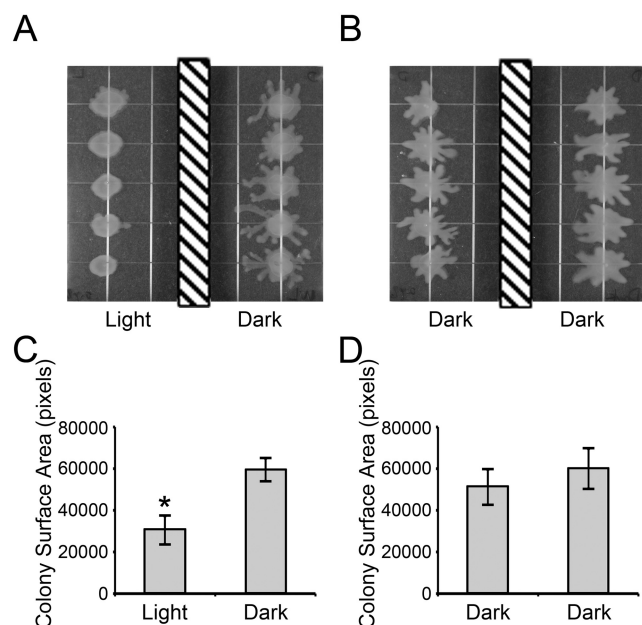 A
B
Light
Dark
Dark
Dark
C
Colony Surface Area (pixels)
80000
60000
40000
20000
0
*
Light
Dark
D
Colony Surface Area (pixels)
80000
60000
40000
20000
0
Dark
Dark